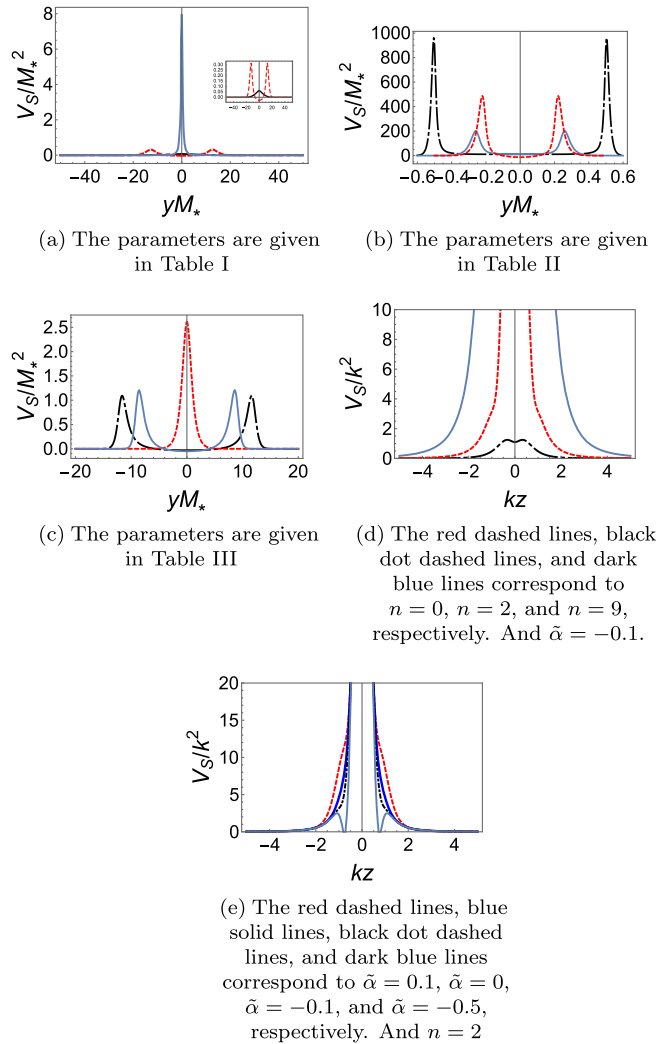 8
6
4
2
0
V_S/M_*^2
0.30
0.25
0.20
0.15
0.10
0.05
0.00
−40 −20 0 20 40
−40 −20 0 20 40
yM_*
(a) The parameters are given
in Table I
1000
800
600
400
200
0
V_S/M_*^2
−0.6 −0.4 −0.2 0.0 0.2 0.4 0.6
yM_*
(b) The parameters are given
in Table II
2.5
2.0
1.5
1.0
0.5
0.0
V_S/M_*^2
−20 −10 0 10 20
yM_*
(c) The parameters are given
in Table III
10
8
6
4
2
0
V_S/k^2
−4 −2 0 2 4
kz
(d) The red dashed lines, black
dot dashed lines, and dark
blue lines correspond to
n = 0, n = 2, and n = 9,
respectively. And α̃ = −0.1.
20
15
10
5
0
V_S/k^2
−4 −2 0 2 4
kz
(e) The red dashed lines, blue
solid lines, black dot dashed
lines, and dark blue lines
correspond to α̃ = 0.1, α̃ = 0,
α̃ = −0.1, and α̃ = −0.5,
respectively. And n = 2